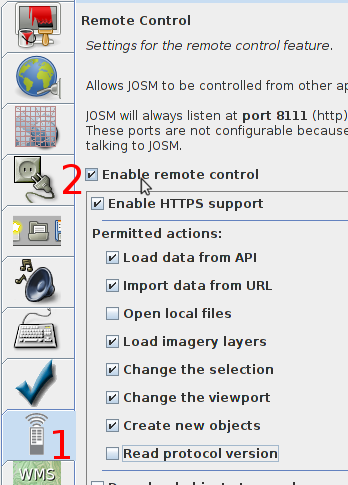 Remote Control
Settings for the remote control feature.
Allows JOSM to be controlled from other
JOSM will always listen at port 8111 (http)
These ports are not configurable because
talking to JOSM.
2
Enable remote control
Enable HTTPS support
Permitted actions:
Load data from API
Import data from URL
Open local files
Load imagery layers
Change the selection
Change the viewport
Create new objects
1
Read protocol version
WMS